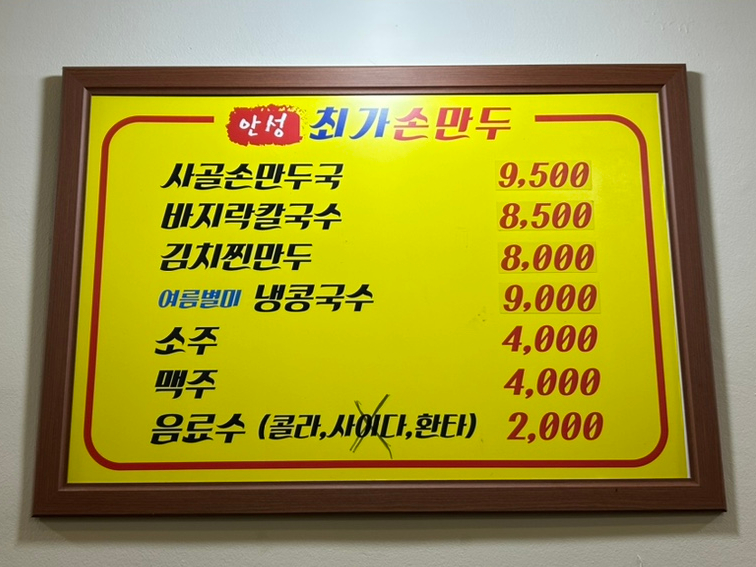 안성 최가손만두
사골손만두국 9,500
바지락칼국수 8,500
김치찐만두 8,000
여름별미 냉콩국수 9,000
소주 4,000
맥주 4,000
음료수 (콜라,사이다,환타) 2,000